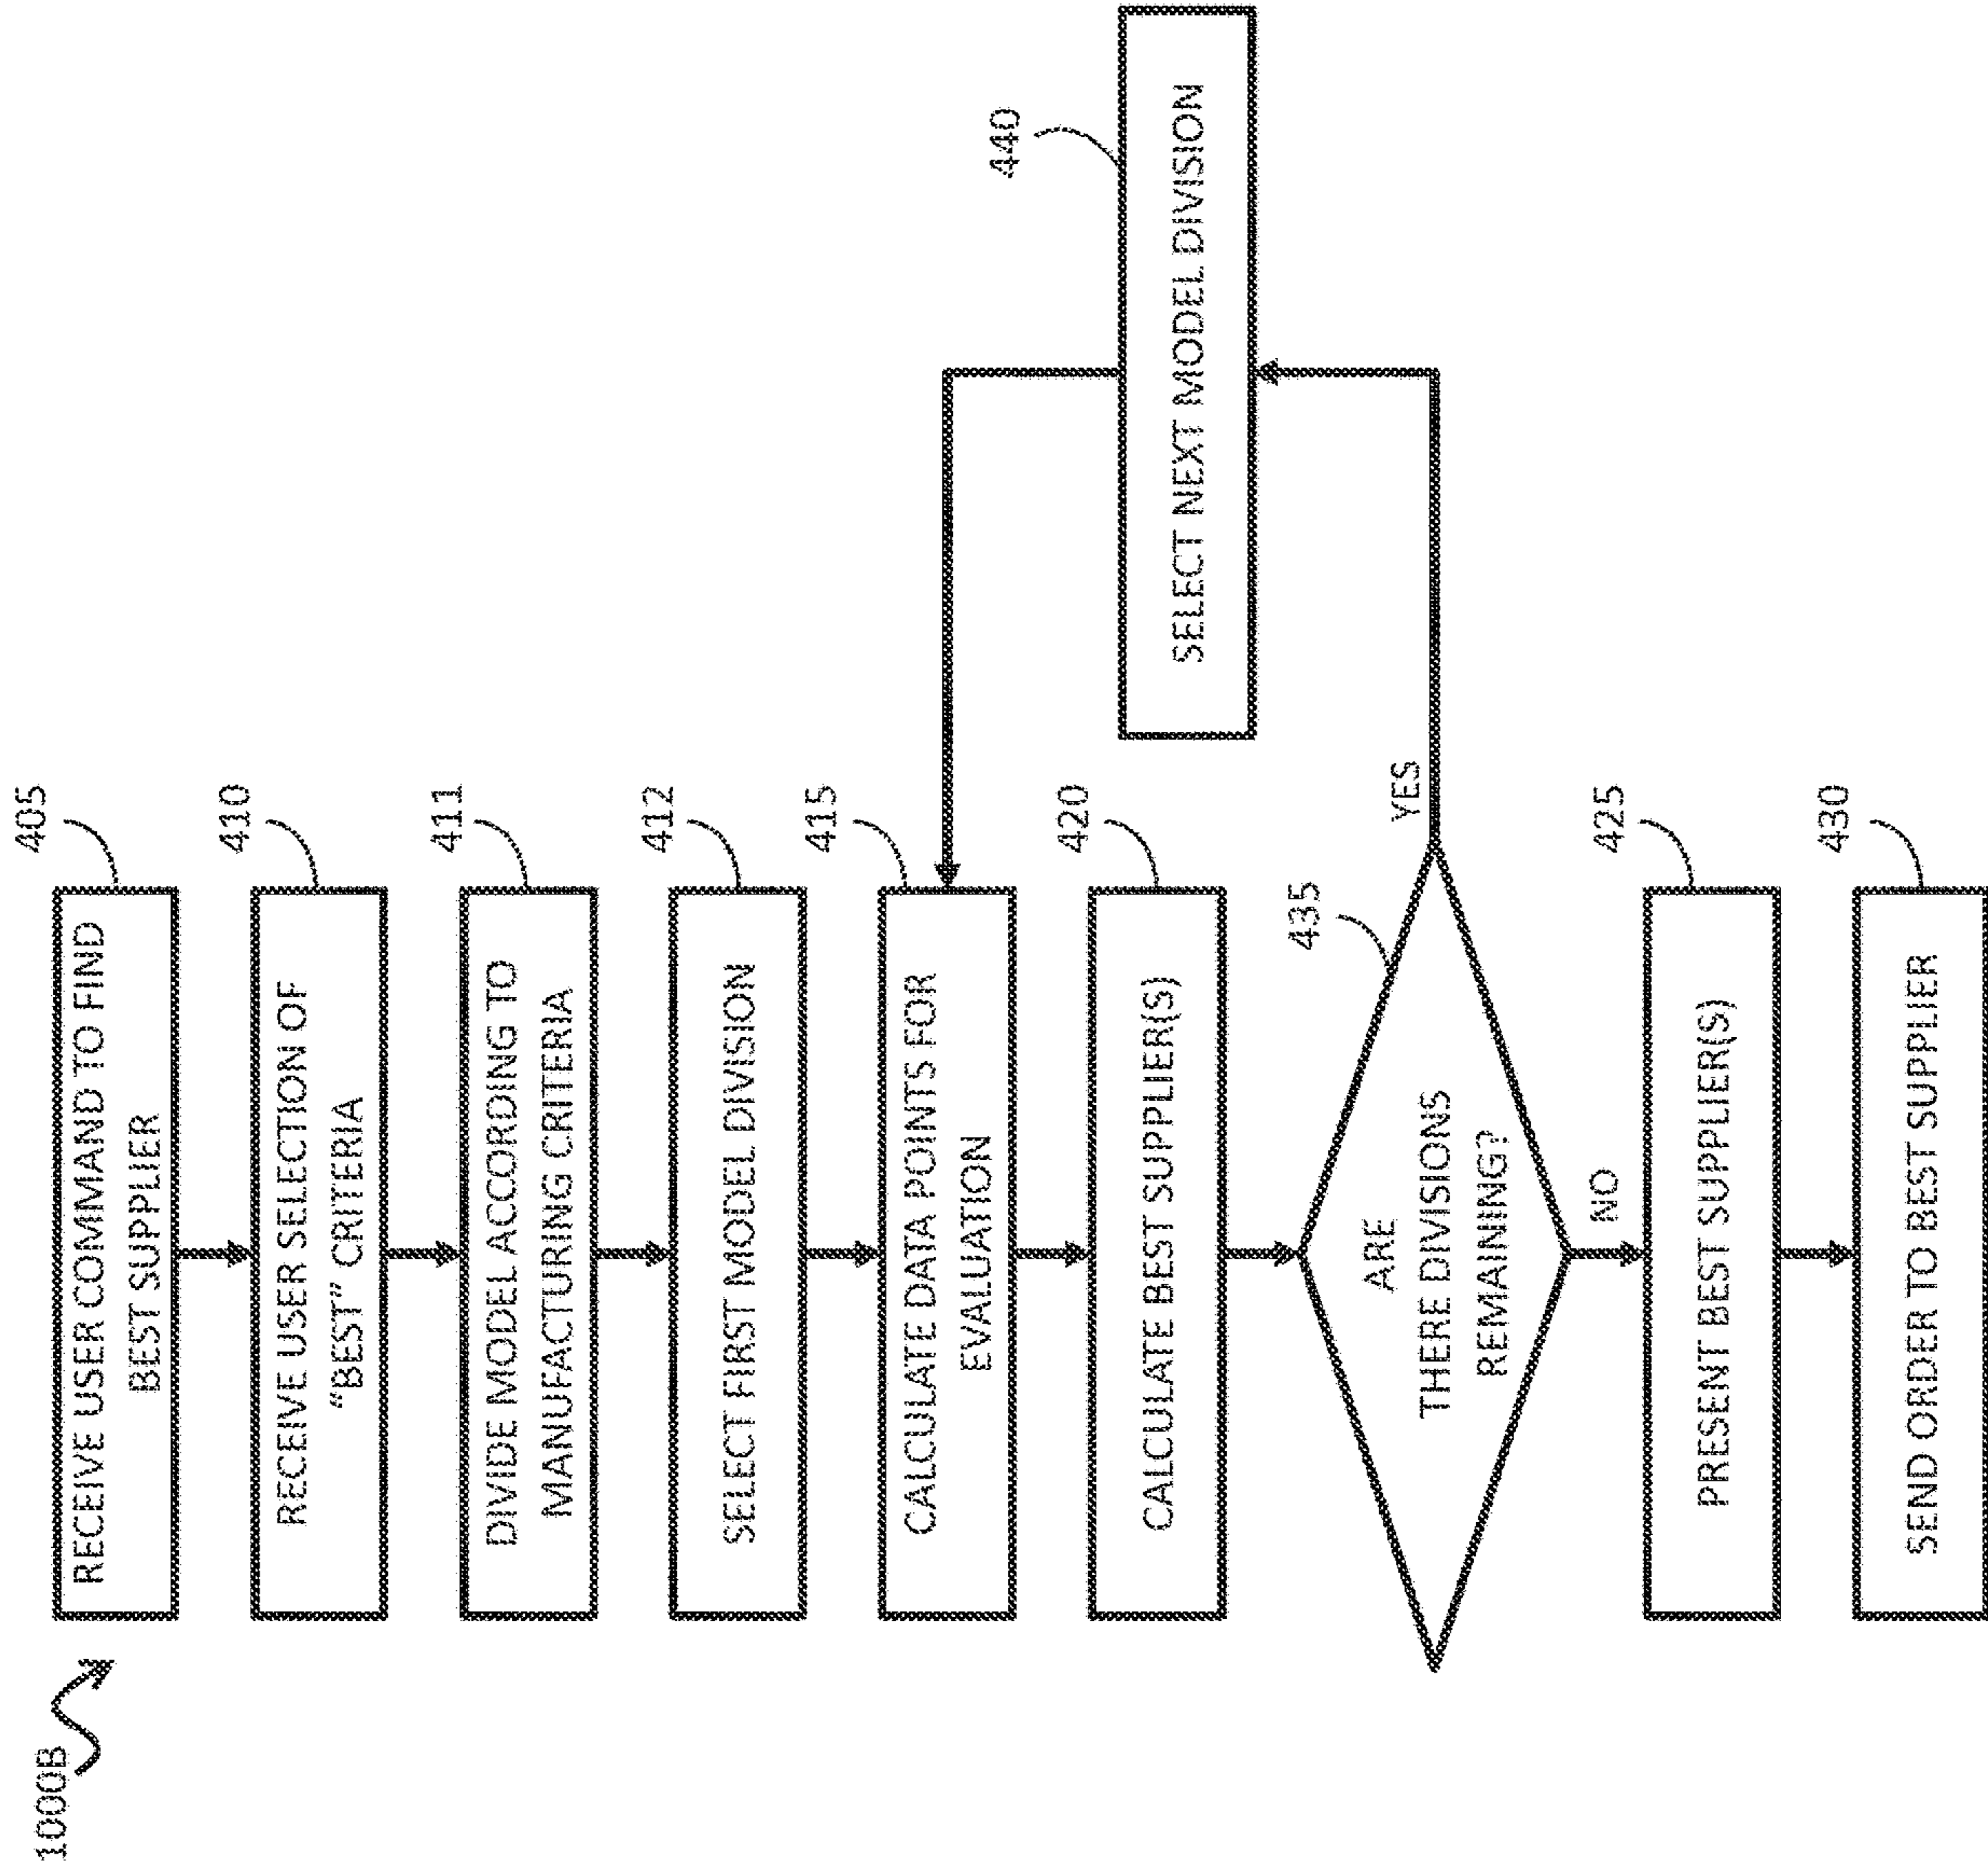 1000B
405
RECEIVE USER COMMAND TO FIND
BEST SUPPLIER
410
RECEIVE USER SELECTION OF
“BEST” CRITERIA
411
DIVIDE MODEL ACCORDING TO
MANUFACTURING CRITERIA
412
SELECT FIRST MODEL DIVISION
415
CALCULATE DATA POINTS FOR
EVALUATION
420
CALCULATE BEST SUPPLIER(S)
435
ARE
THERE DIVISIONS
REMAINING?
YES
440
SELECT NEXT MODEL DIVISION
NO
425
PRESENT BEST SUPPLIER(S)
430
SEND ORDER TO BEST SUPPLIER